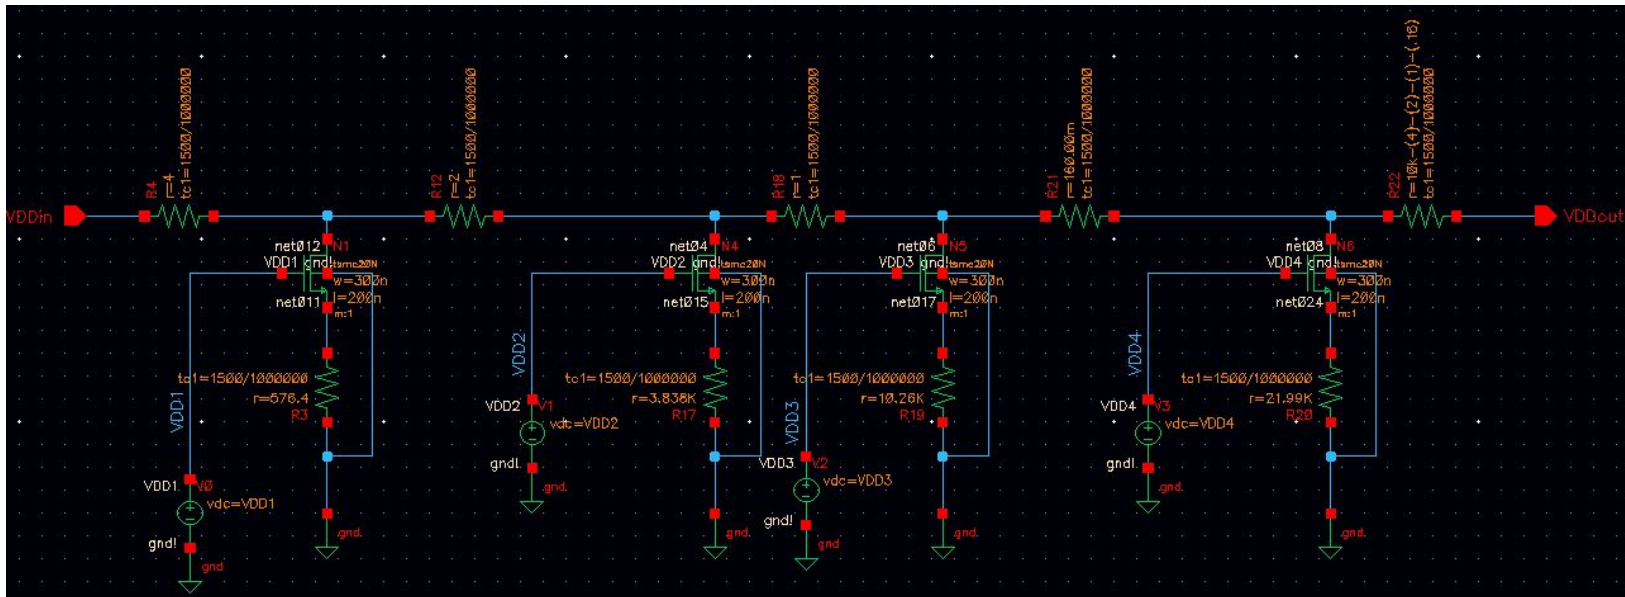 VDDin
R4
r=4
tc1=1500/1000000
R12
r=2
tc1=1500/1000000
R18
r=1
tc1=1500/1000000
R21
r=160.00m
tc1=1500/1000000
R22
r=10k-(4)-(2)-(1)-(.16)
tc1=1500/1000000
VDDout
net012 N1
VDD1 gnd! tsmc20N
w=300n
l=200n
net011
m:1
net04 N4
VDD2 gnd! tsmc20N
w=300n
l=200n
net015
m:1
net06 N5
VDD3 gnd! tsmc20N
w=300n
l=200n
net017
m:1
net08 N6
VDD4 gnd! tsmc20N
w=300n
l=200n
net024
m:1
VDD1
VDD2
VDD3
VDD4
tc1=1500/1000000
r=576.4
R3
tc1=1500/1000000
r=3.838K
R17
tc1=1500/1000000
r=10.26K
R19
tc1=1500/1000000
r=21.99K
R20
VDD1 V0
vdc=VDD1
gnd!
gnd
VDD2 V1
vdc=VDD2
gnd!
gnd
VDD3 V2
vdc=VDD3
gnd!
gnd
VDD4 V3
vdc=VDD4
gnd!
gnd
gnd
gnd
gnd
gnd